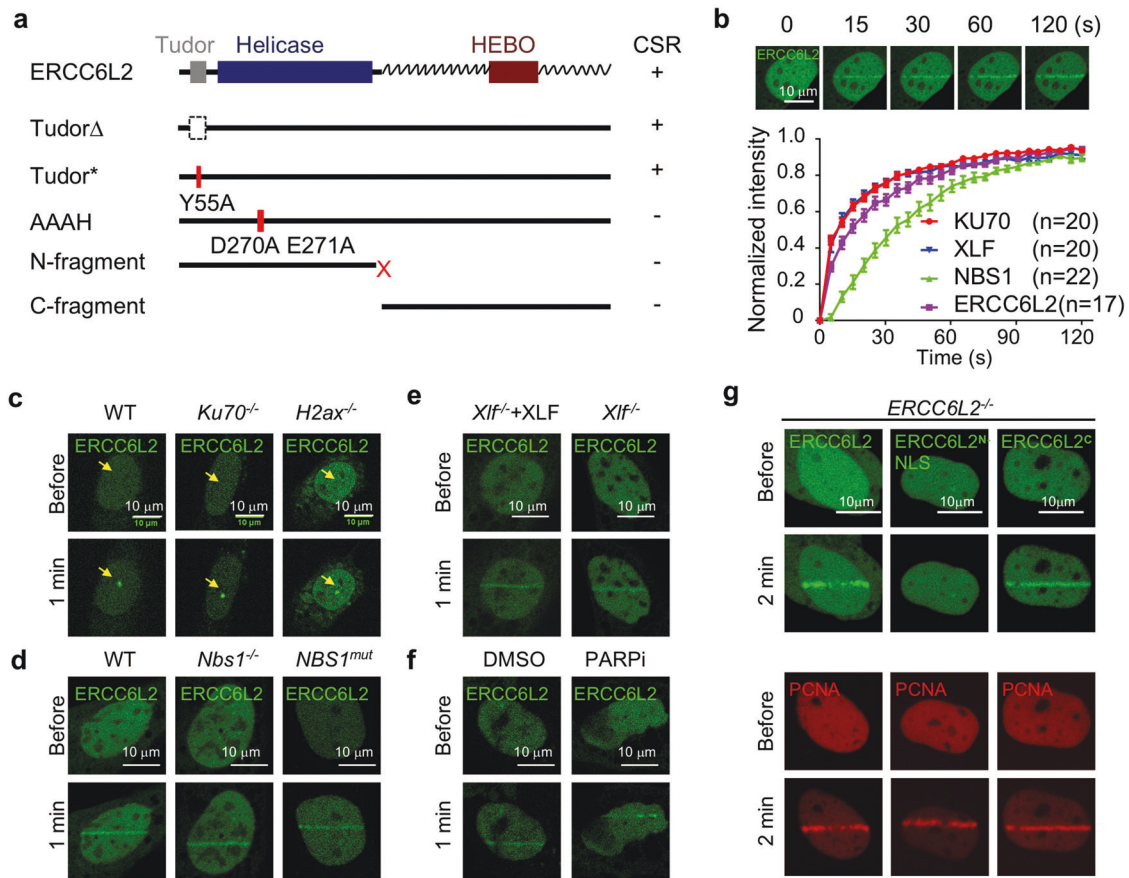 a
Tudor Helicase HEBO CSR
ERCC6L2 +
TudorΔ +
Tudor* +
Y55A
AAAH -
D270A E271A
N-fragment X -
C-fragment -
b
0 15 30 60 120 (s)
ERCC6L2
10 μm
Normalized intensity
1.0
0.8
0.6
0.4
0.2
0
KU70 (n=20)
XLF (n=20)
NBS1 (n=22)
ERCC6L2(n=17)
0 30 60 90 120
Time (s)
c
WT Ku70-/- H2ax-/-
Before
ERCC6L2 ERCC6L2 ERCC6L2
10 μm 10 μm 10 μm
10 μm 10 μm 10 μm
1 min
d
WT Nbs1-/- NBS1mut
Before
ERCC6L2 ERCC6L2 ERCC6L2
10 μm 10 μm 10 μm
1 min
e
Xlf-/-+XLF Xlf-/-
Before
ERCC6L2 ERCC6L2
10 μm 10 μm
1 min
f
DMSO PARPi
Before
ERCC6L2 ERCC6L2
10 μm 10 μm
1 min
g
ERCC6L2-/-
Before
ERCC6L2 ERCC6L2N- ERCC6L2C
NLS
10μm 10μm 10μm
2 min
Before
PCNA PCNA PCNA
2 min